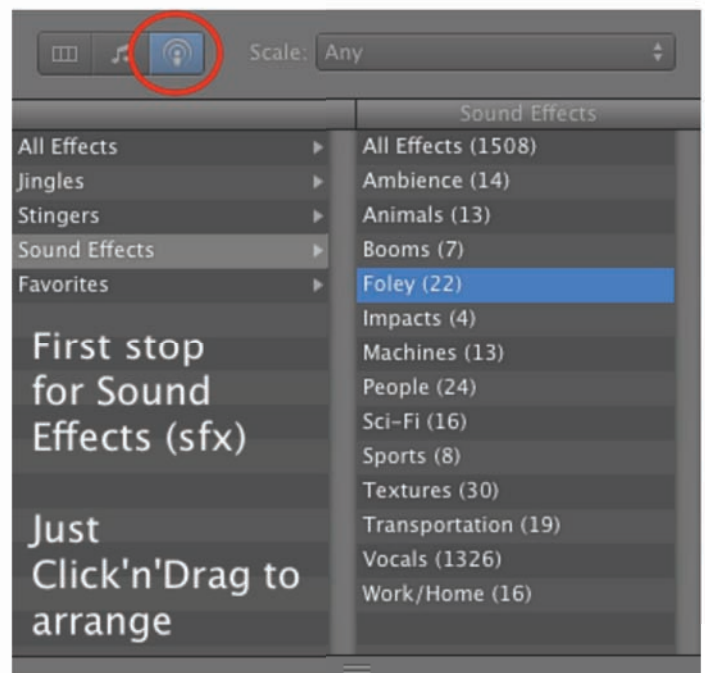 Scale: Any
Sound Effects
All Effects
Jingles
Stingers
Sound Effects
Favorites
First stop
for Sound
Effects (sfx)
Just
Click'n'Drag to
arrange
All Effects (1508)
Ambience (14)
Animals (13)
Booms (7)
Foley (22)
Impacts (4)
Machines (13)
People (24)
Sci-Fi (16)
Sports (8)
Textures (30)
Transportation (19)
Vocals (1326)
Work/Home (16)